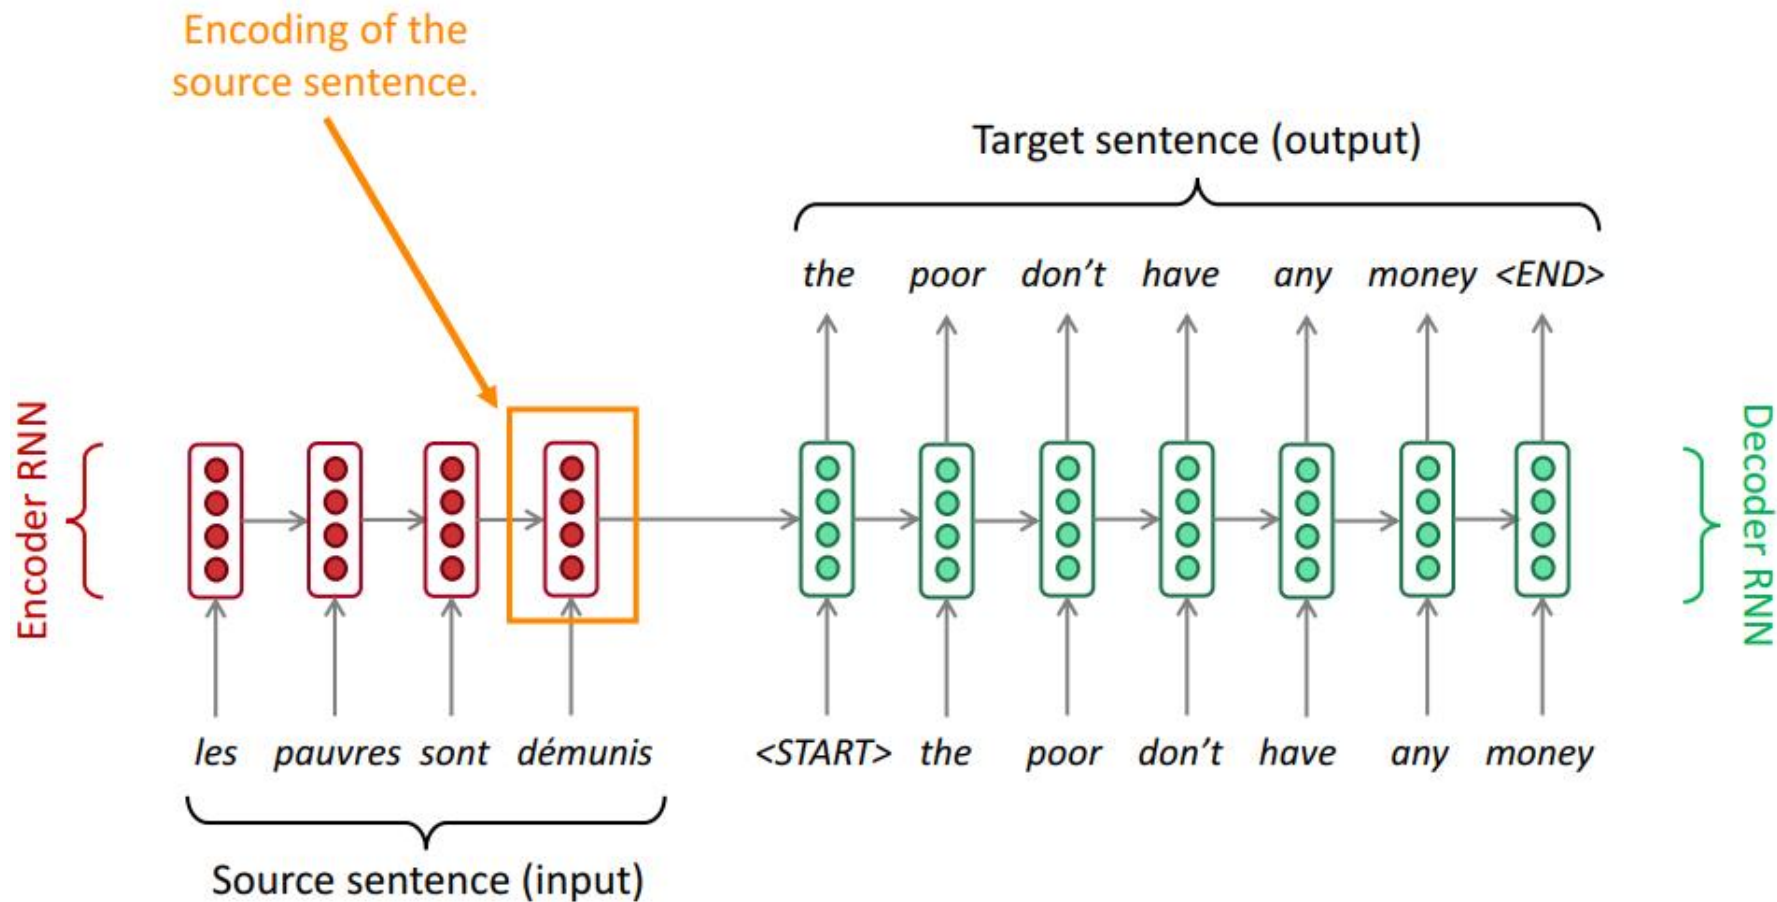 Encoding of the
source sentence.
Target sentence (output)
the poor don’t have any money <END>
Encoder RNN
Decoder RNN
les pauvres sont démunis
<START> the poor don’t have any money
Source sentence (input)